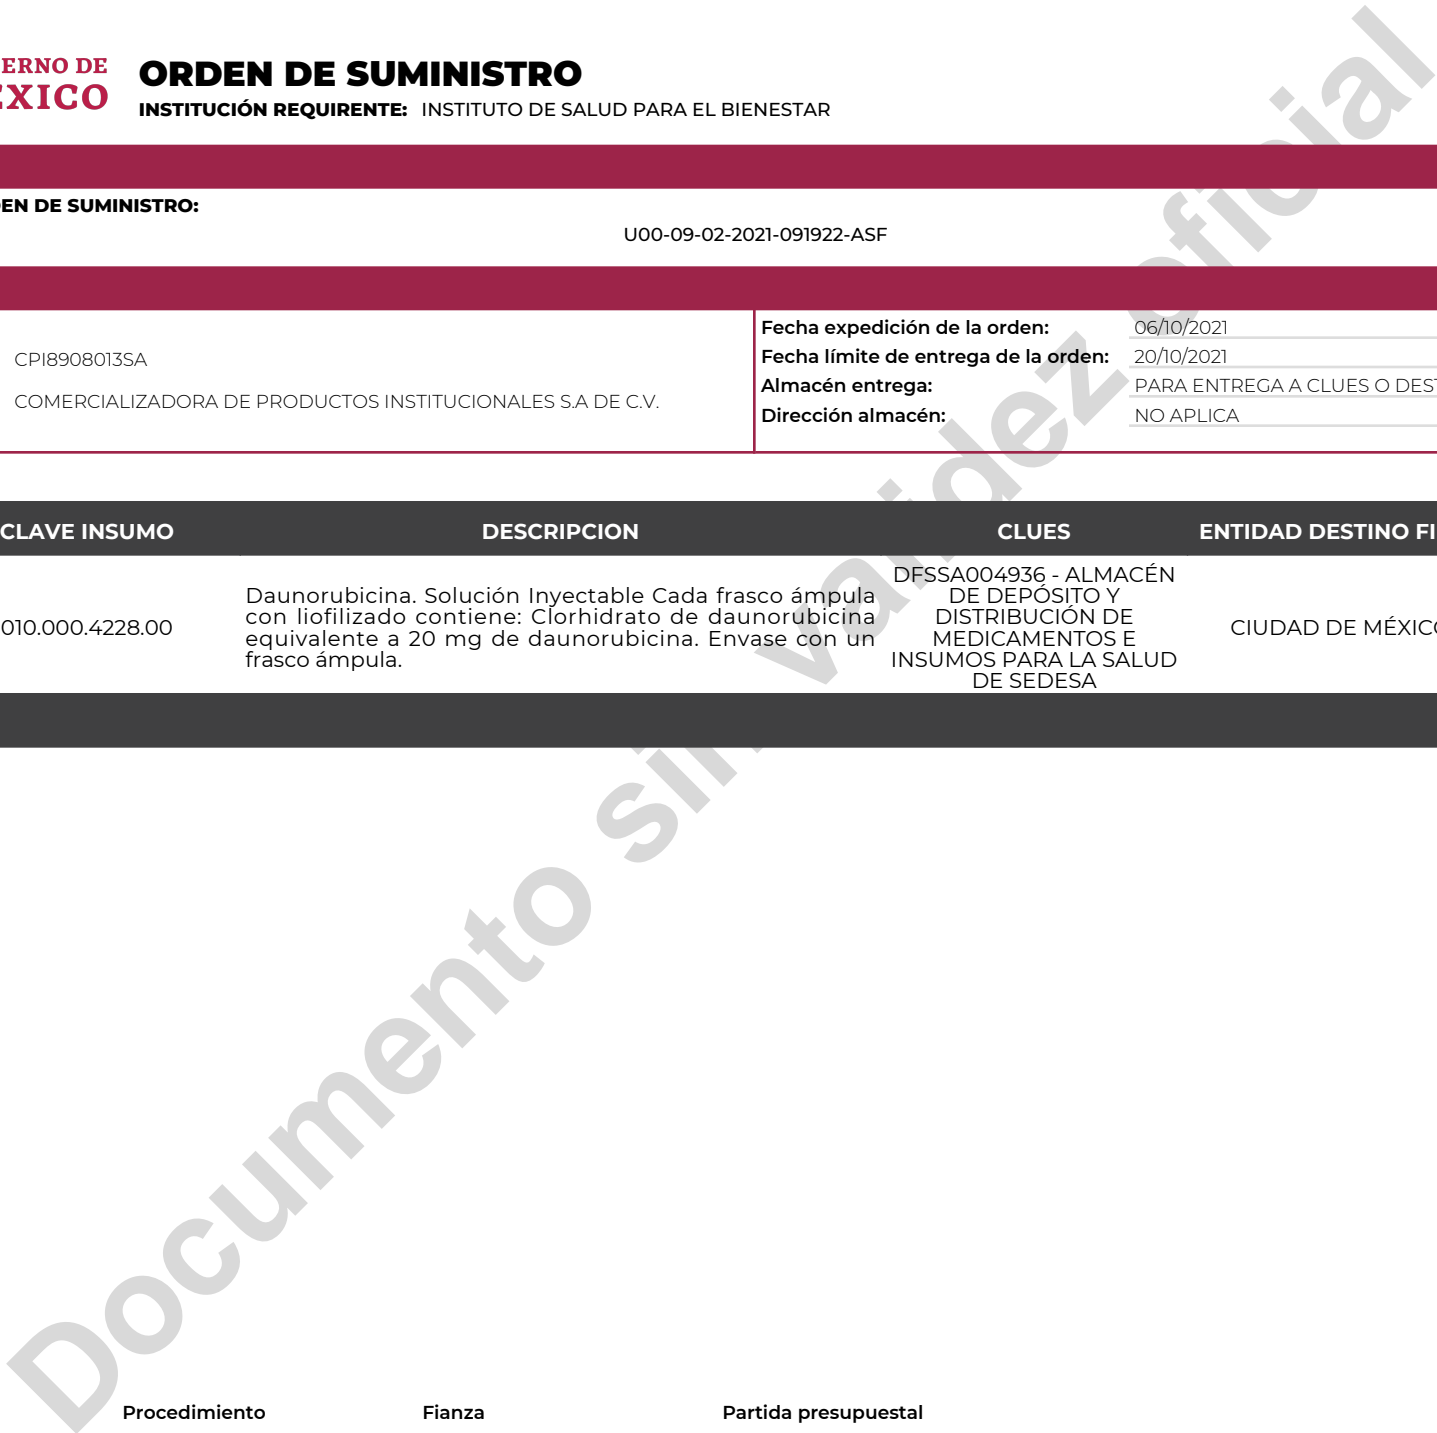 ERNO DE
ÉXICO
ORDEN DE SUMINISTRO
INSTITUCIÓN REQUIRENTE: INSTITUTO DE SALUD PARA EL BIENESTAR
EN DE SUMINISTRO:
U00-09-02-2021-091922-ASF
CPI8908013SA
COMERCIALIZADORA DE PRODUCTOS INSTITUCIONALES S.A DE C.V.
Fecha expedición de la orden: 06/10/2021
Fecha límite de entrega de la orden: 20/10/2021
Almacén entrega: PARA ENTREGA A CLUES O DEST
Dirección almacén: NO APLICA
CLAVE INSUMO DESCRIPCION CLUES ENTIDAD DESTINO FI
010.000.4228.00
Daunorubicina. Solución Inyectable Cada frasco ámpula
con liofilizado contiene: Clorhidrato de daunorubicina
equivalente a 20 mg de daunorubicina. Envase con un
frasco ámpula.
DFSSA004936 - ALMACÉN
DE DEPÓSITO Y
DISTRIBUCIÓN DE
MEDICAMENTOS E
INSUMOS PARA LA SALUD
DE SEDESA
CIUDAD DE MÉXICO
Documento sin validez oficial
Procedimiento Fianza Partida presupuestal